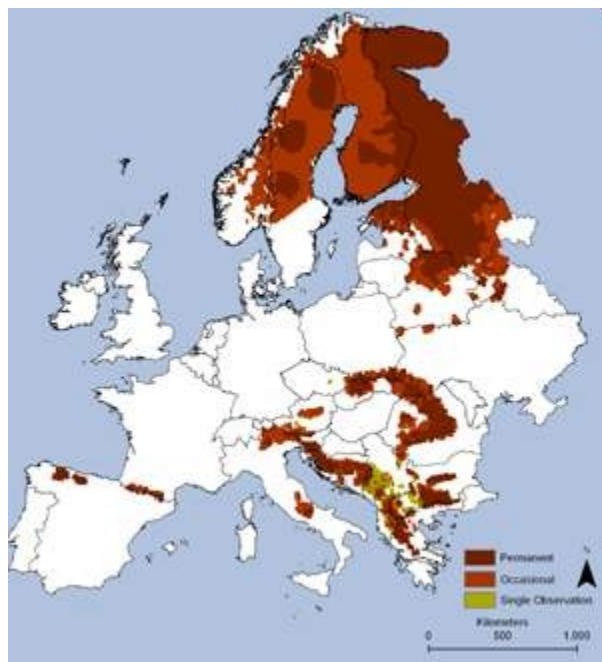 N
Permanent
Occasional
Single Observation
Kilometers
0 500 1,000